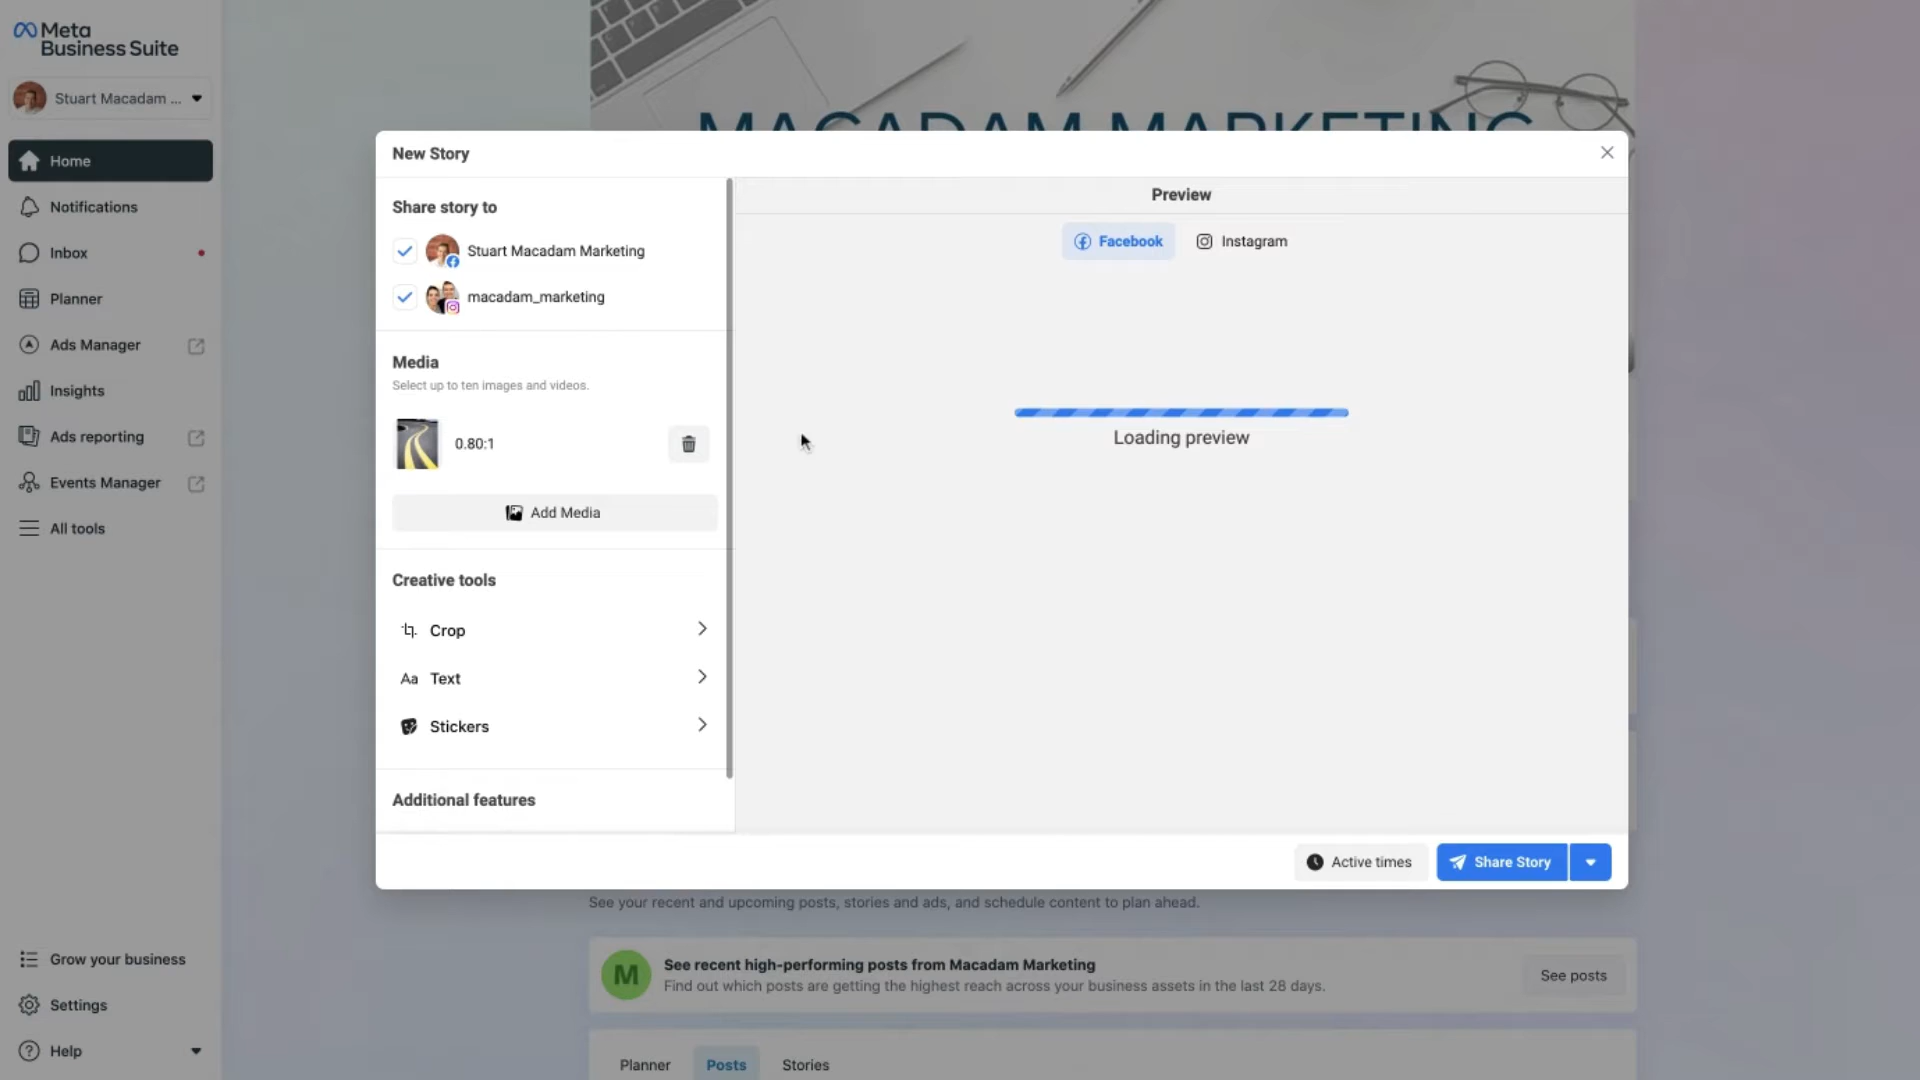 Meta
Business Suite
Stuart Macadam ...
Home
Notifications
Inbox
Planner
Ads Manager
Insights
Ads reporting
Events Manager
All tools
Grow your business
Settings
Help
MACADAM MARKETING
New Story
Share story to
Stuart Macadam Marketing
macadam_marketing
Media
Select up to ten images and videos.
0.80:1
Add Media
Creative tools
Crop
Aa Text
Stickers
Additional features
Preview
Facebook
Instagram
Loading preview
Active times
Share Story
See your recent and upcoming posts, stories and ads, and schedule content to plan ahead.
M
See recent high-performing posts from Macadam Marketing
Find out which posts are getting the highest reach across your business assets in the last 28 days.
See posts
Planner
Posts
Stories